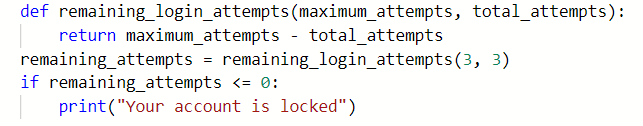 def remaining_login_attempts(maximum_attempts, total_attempts):
    return maximum_attempts - total_attempts
remaining_attempts = remaining_login_attempts(3, 3)
if remaining_attempts <= 0:
    print("Your account is locked")